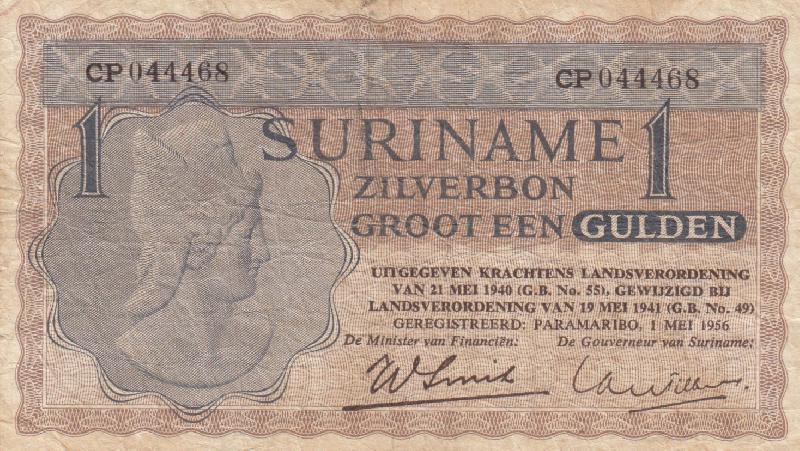 CP 044468 CP 044468
1 1
SURINAME
ZILVERBON
GROOT EEN GULDEN
UITGEGEVEN KRACHTENS LANDSVERORDENING
VAN 21 MEI 1940 (G.B. No. 55), GEWIJZIGD BIJ
LANDSVERORDENING VAN 19 MEI 1941 (G.B. No. 49)
GEREGISTREERD: PARAMARIBO, 1 MEI 1956
De Minister van Financiën: De Gouverneur van Suriname: